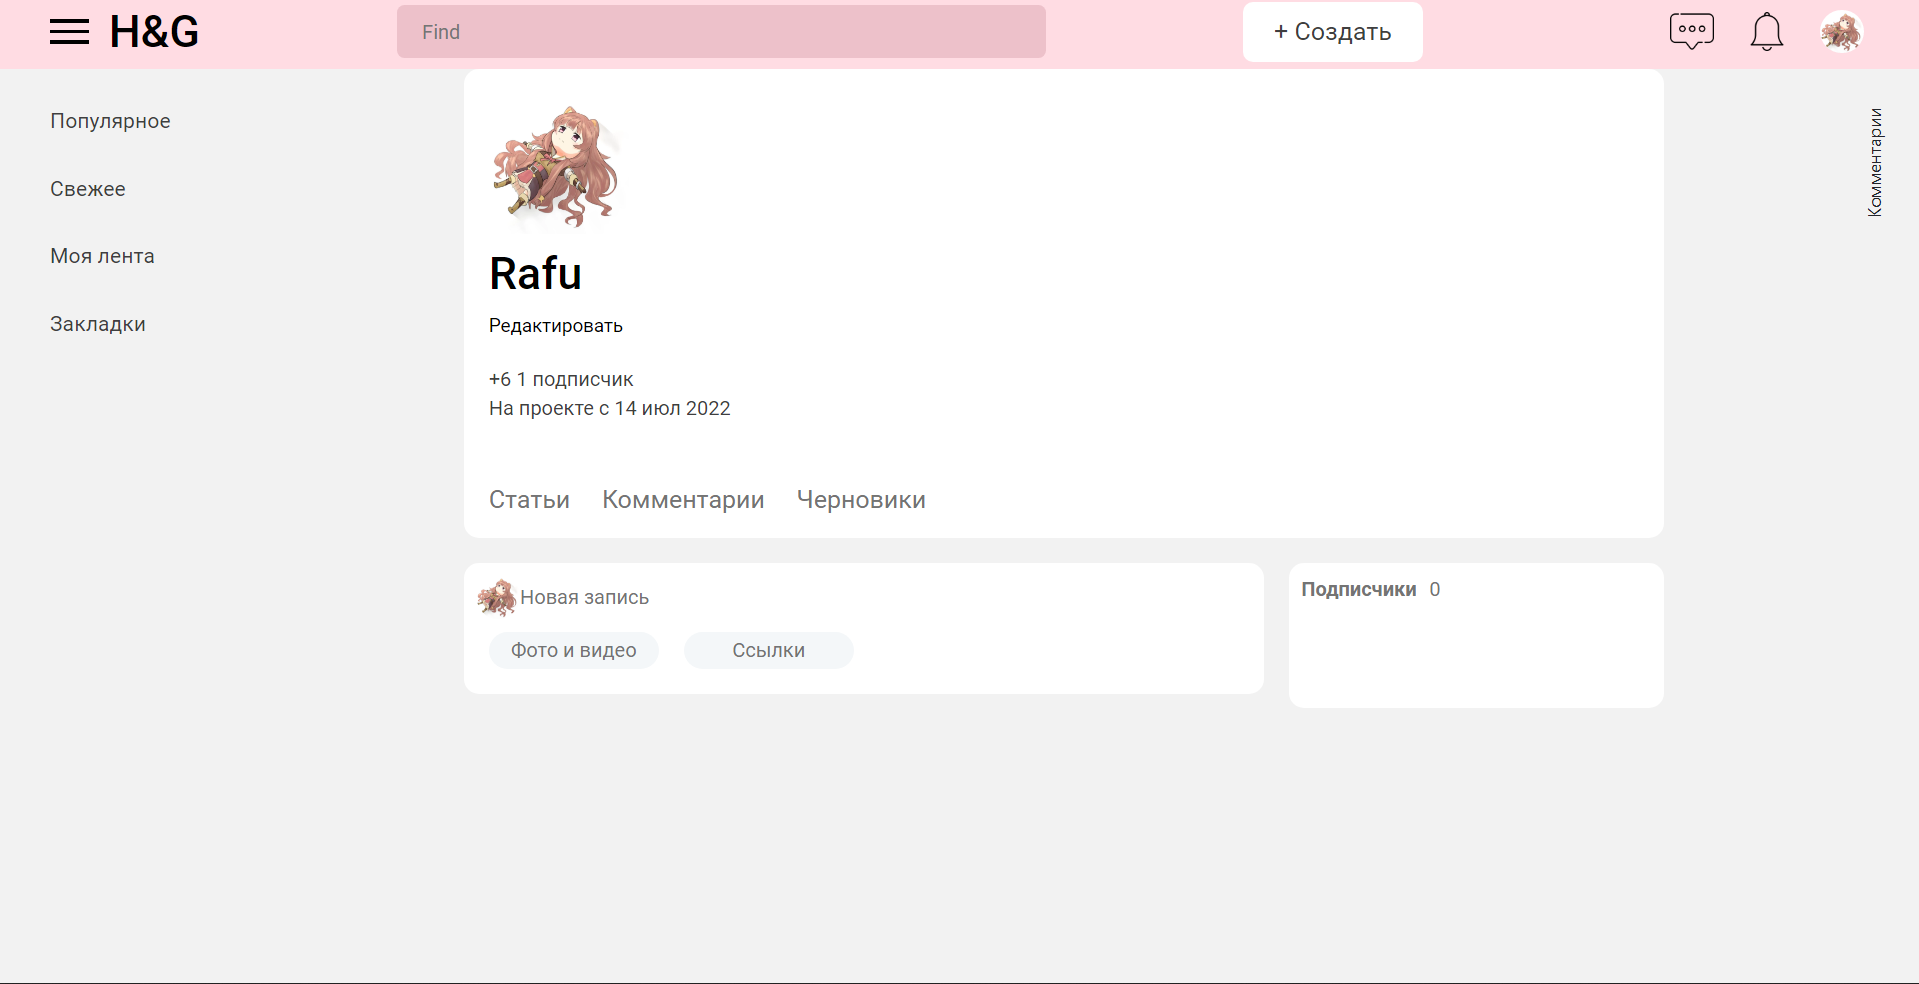 H&G
Find
+ Создать
Популярное
Свежее
Моя лента
Закладки
Rafu
Редактировать
+6 1 подписчик
На проекте с 14 июл 2022
Статьи Комментарии Черновики
Новая запись
Фото и видео Ссылки
Подписчики 0
Комментарии